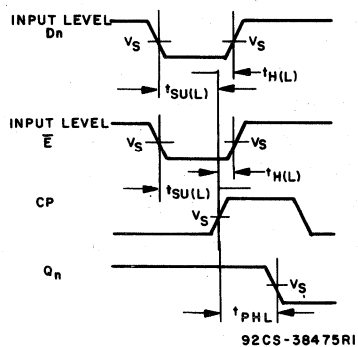 INPUT LEVEL
Dn
VS
VS
tH(L)
tSU(L)
INPUT LEVEL
E̅
VS
VS
tH(L)
tSU(L)
CP
VS
Qn
VS
tPHL
92CS-38475RI